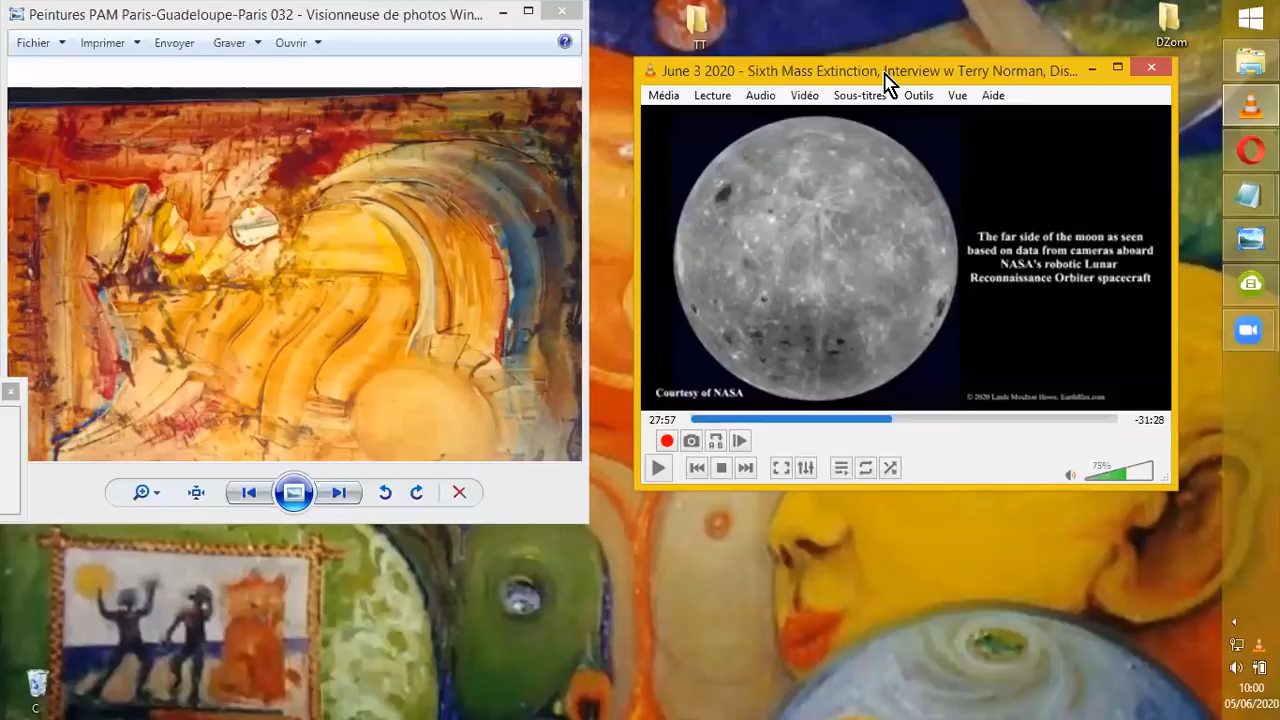 Peintures PAM Paris-Guadeloupe-Paris 032 - Visionneuse de photos Win...
Fichier Imprimer Envoyer Graver Ouvrir
TT
DZom
June 3 2020 - Sixth Mass Extinction, Interview w Terry Norman, Dis...
Média Lecture Audio Vidéo Sous-titres Outils Vue Aide
The far side of the moon as seen
based on data from cameras aboard
NASA's robotic Lunar
Reconnaissance Orbiter spacecraft
Courtesy of NASA
© 2020 Linda Moulton Howe, Earthfiles.com
27:57
-31:28
75%
C
10:00
05/06/2020